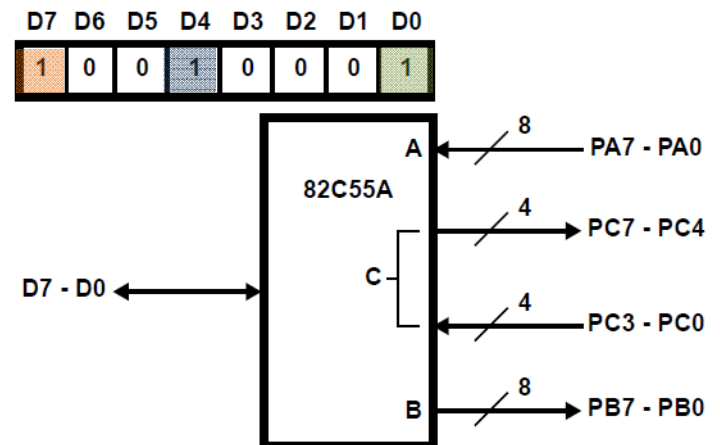 D7 D6 D5 D4 D3 D2 D1 D0
1 0 0 1 0 0 0 1
A 8 PA7 - PA0
82C55A
4 PC7 - PC4
C
D7 - D0
4 PC3 - PC0
B 8 PB7 - PB0